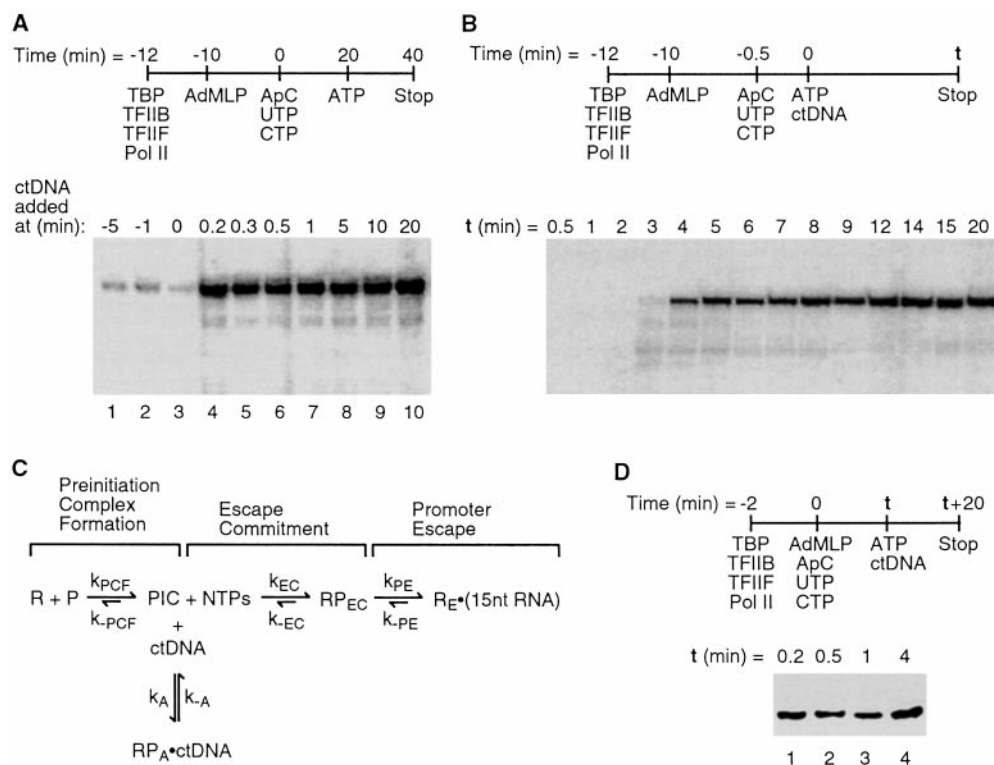 A
Time (min) = -12 -10 0 20 40
TBP AdMLP ApC ATP Stop
TFIIB UTP
TFIIF CTP
Pol II
ctDNA
added
at (min): -5 -1 0 0.2 0.3 0.5 1 5 10 20
1 2 3 4 5 6 7 8 9 10
B
Time (min) = -12 -10 -0.5 0 t
TBP AdMLP ApC ATP Stop
TFIIB UTP ctDNA
TFIIF CTP
Pol II
t (min) = 0.5 1 2 3 4 5 6 7 8 9 12 14 15 20
C
Preinitiation
Complex
Formation
Escape
Commitment
Promoter
Escape
R + P kPCF k-PCF PIC + NTPs kEC k-EC RPEC kPE k-PE RE•(15nt RNA)
+
ctDNA
kA k-A
RPA•ctDNA
D
Time (min) = -2 0 t t+20
TBP AdMLP ATP Stop
TFIIB ApC ctDNA
TFIIF UTP
Pol II CTP
t (min) = 0.2 0.5 1 4
1 2 3 4